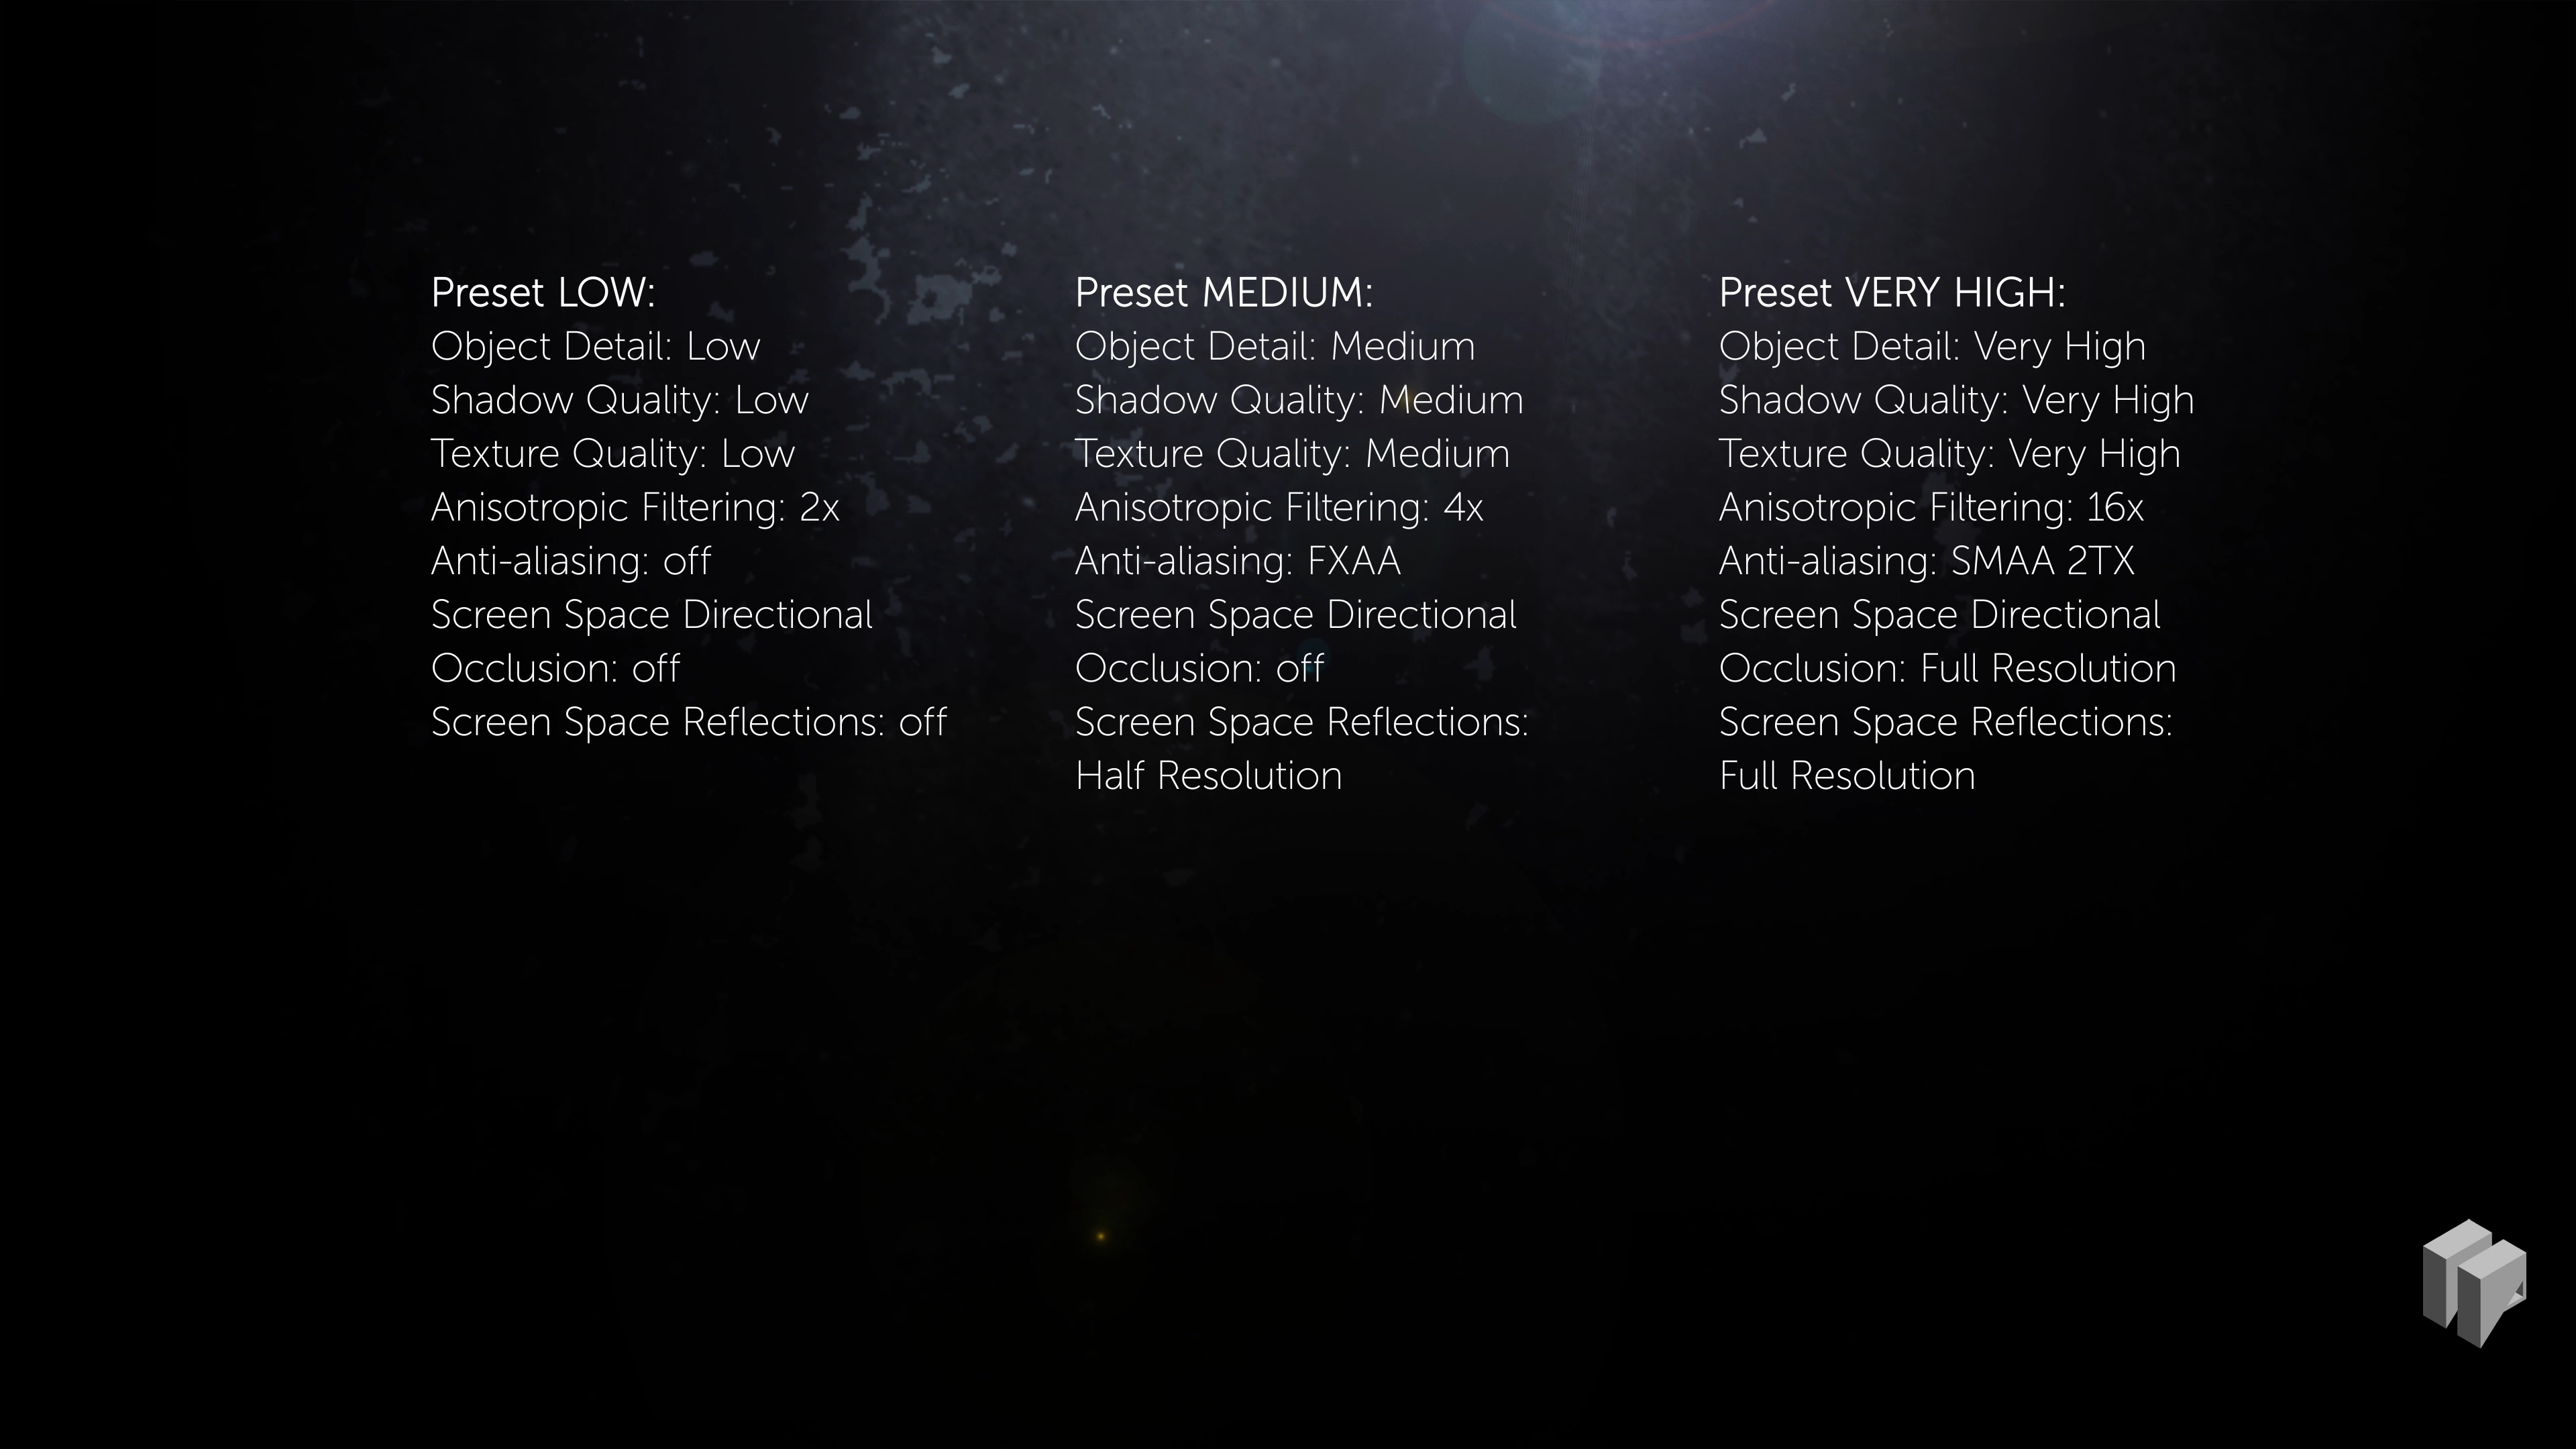 Preset LOW:
Object Detail: Low
Shadow Quality: Low
Texture Quality: Low
Anisotropic Filtering: 2x
Anti-aliasing: off
Screen Space Directional
Occlusion: off
Screen Space Reflections: off
Preset MEDIUM:
Object Detail: Medium
Shadow Quality: Medium
Texture Quality: Medium
Anisotropic Filtering: 4x
Anti-aliasing: FXAA
Screen Space Directional
Occlusion: off
Screen Space Reflections:
Half Resolution
Preset VERY HIGH:
Object Detail: Very High
Shadow Quality: Very High
Texture Quality: Very High
Anisotropic Filtering: 16x
Anti-aliasing: SMAA 2TX
Screen Space Directional
Occlusion: Full Resolution
Screen Space Reflections:
Full Resolution